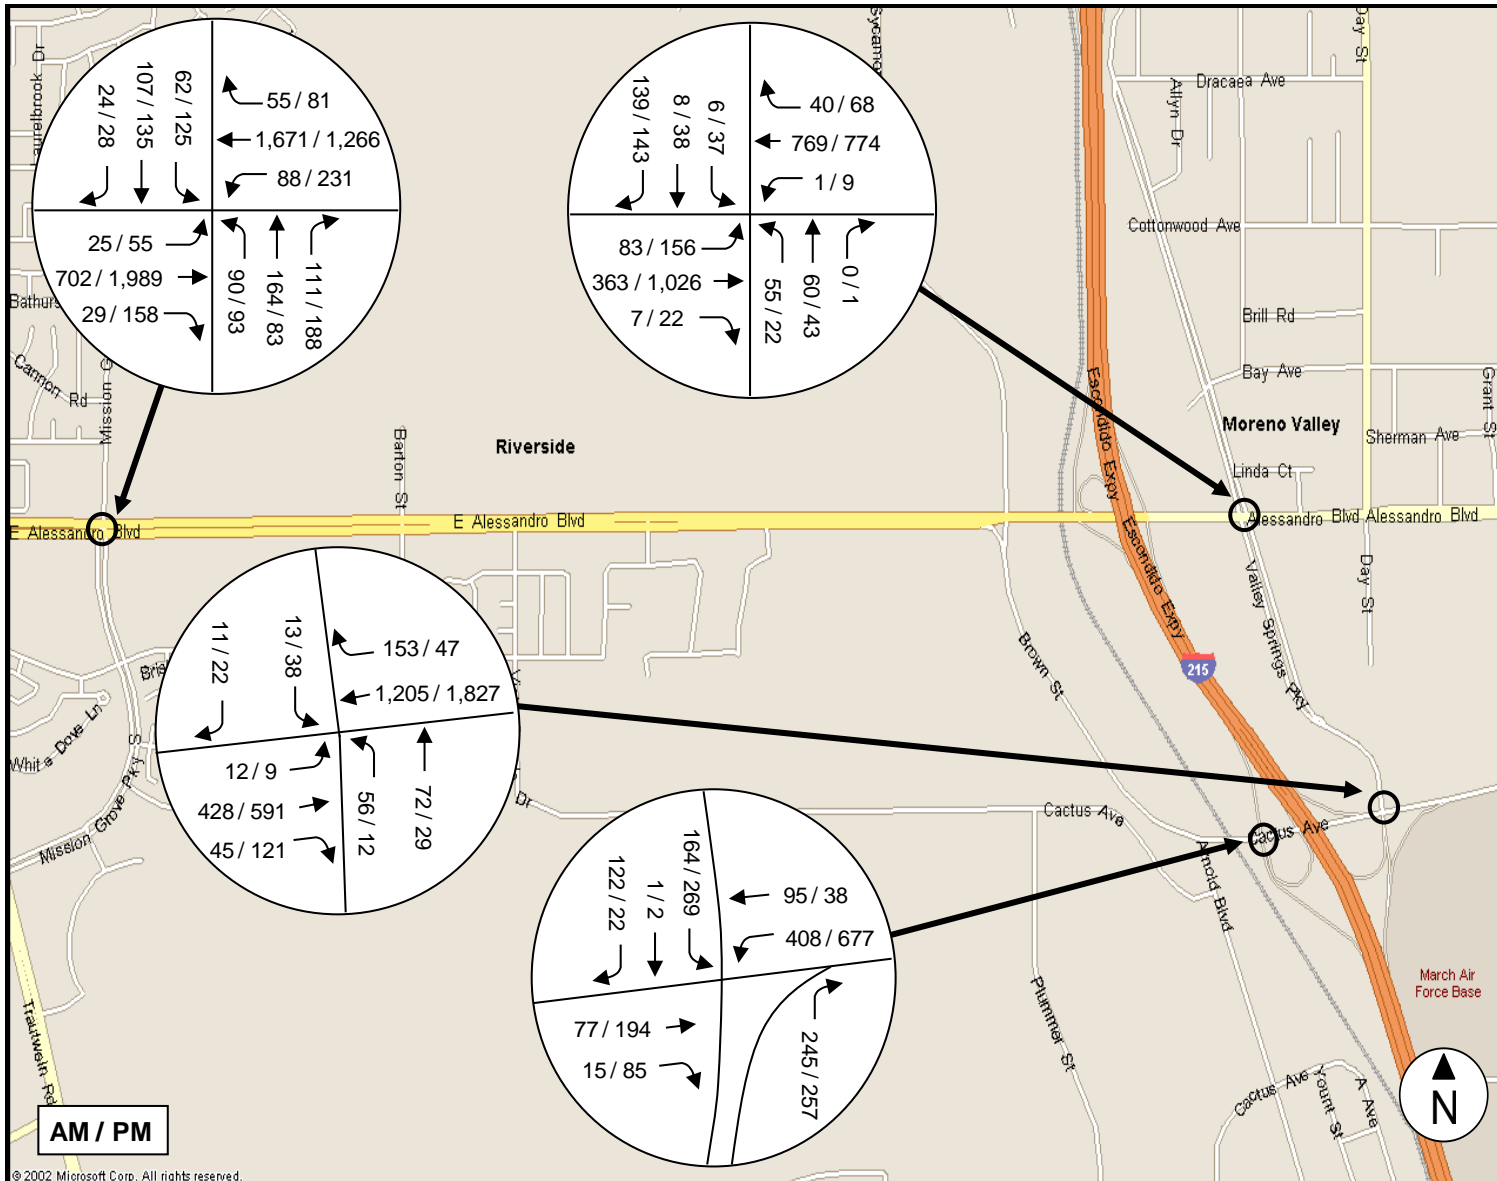 Dracaea Ave
Day St
Sycamo
Dr
Allyn Dr
Cottonwood Ave
Brill Rd
Bay Ave
Grant St
Moreno Valley
Sherman Ave
Linda Ct
Alessandro Blvd Alessandro Blvd
Day St
Escondido Expy
Escondido Expy
Valley Springs Pky
215
24 / 28
107 / 135
62 / 125
55 / 81
1,671 / 1,266
88 / 231
25 / 55
702 / 1,989
29 / 158
90 / 93
164 / 83
111 / 188
139 / 143
8 / 38
6 / 37
40 / 68
769 / 774
1 / 9
83 / 156
363 / 1,026
7 / 22
55 / 22
60 / 43
0 / 1
Bathurs
Cannon Rd
Mission G
Barton St
Riverside
E Alessandro Blvd
E Alessandro Blvd
11 / 22
13 / 38
153 / 47
1,205 / 1,827
12 / 9
428 / 591
45 / 121
56 / 12
72 / 29
Bris
White Dove Ln
Mission Grove Pky S
Dr
Brown St
Cactus Ave
Cactus Ave
Arnold Blvd
122 / 22
1 / 2
164 / 269
95 / 38
408 / 677
77 / 194
15 / 85
245 / 257
Plummer St
March Air
Force Base
Trautwein Rd
Cactus Ave
Yount St
A Ave
N
AM / PM
© 2002 Microsoft Corp. All rights reserved.